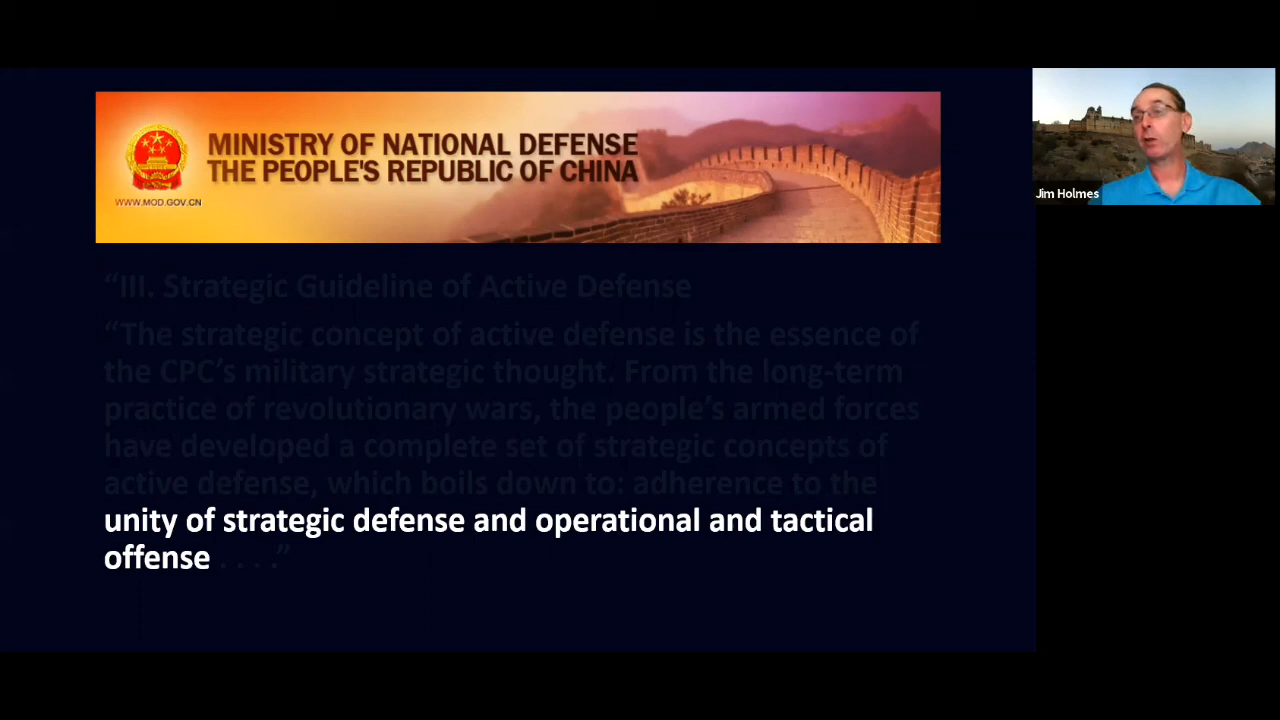 MINISTRY OF NATIONAL DEFENSE
THE PEOPLE'S REPUBLIC OF CHINA
WWW.MOD.GOV.CN
Jim Holmes
“III. Strategic Guideline of Active Defense
“The strategic concept of active defense is the essence of
the CPC’s military strategic thought. From the long-term
practice of revolutionary wars, the people’s armed forces
have developed a complete set of strategic concepts of
active defense, which boils down to: adherence to the
unity of strategic defense and operational and tactical
offense . . . .”